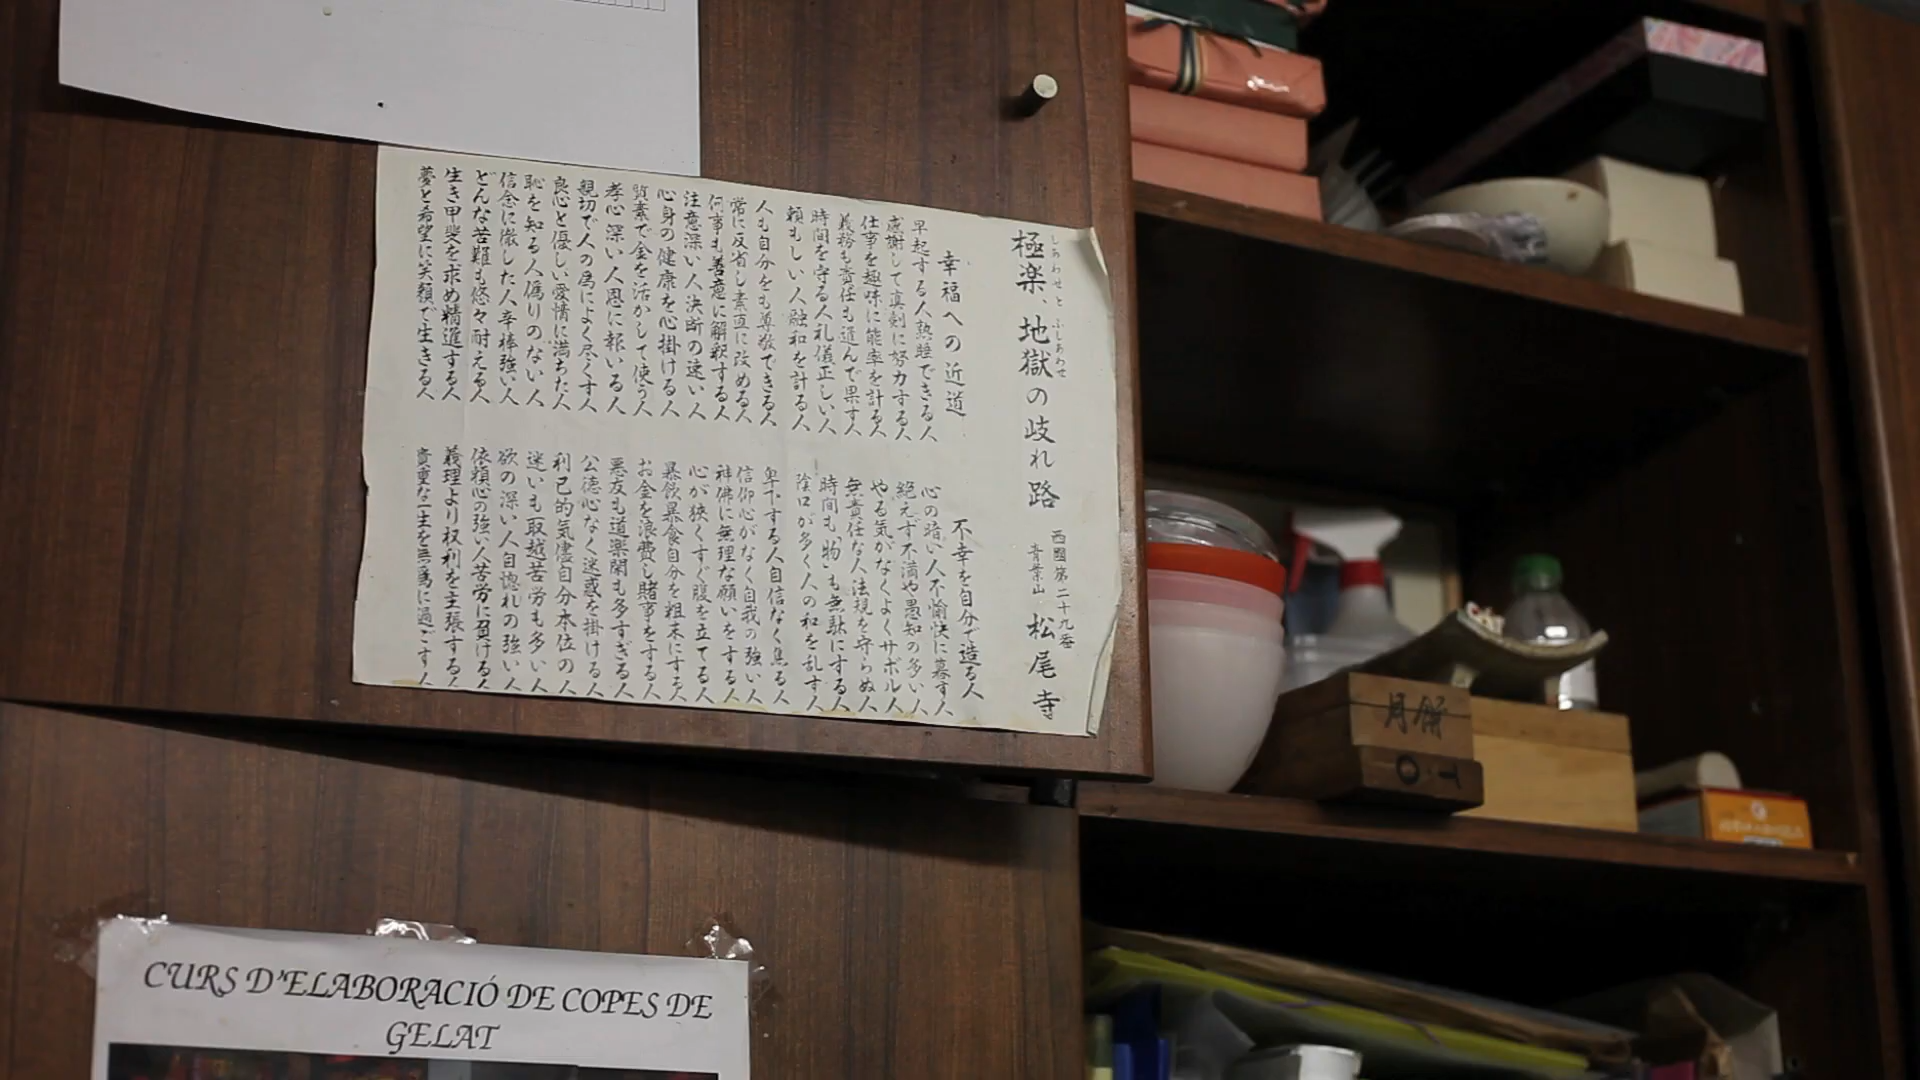 極楽、地獄の岐れ路
しあわせと ふしあわせ
西國第二十九番
青葉山 松尾寺
幸福への近道
早起する人熟睡できる人
感謝して真剣に努力する人
仕事を趣味に能率を計る人
義務も責任も進んで果す人
時間を守る人礼儀正しい人
頼もしい人融和を計る人
人も自分をも尊敬できる人
常に反省し素直に改める人
何事も善意に解釈する人
注意深い人決断の速い人
心身の健康を心掛ける人
質素で金を活かして使う人
孝心深い人恩に報いる人
親切で人の為によく尽くす人
良心と優しい愛情に満ちた人
恥を知る人偽りのない人
信念に徹した人辛棒強い人
どんな苦難も悠々耐える人
生き甲斐を求め精進する人
夢と希望に笑顔で生きる人
不幸を自分で造る人
心の暗い人不愉快に暮す人
絶えず不満や愚知の多い人
やる気がなくよくサボル人
無責任な人法規を守らぬ人
時間も「物」も無駄にする人
陰口が多く人の和を乱す人
卑下する人自信なく焦る人
信仰心がなく自我の強い人
神佛に無理な願いをする人
心が狭くすぐ腹を立てる人
暴飲暴食自分を粗末にする人
お金を浪費し賭事をする人
悪友も道楽閑も多すぎる人
公徳心なく迷惑を掛ける人
利己的気儘自分本位の人
迷いも取越苦労も多い人
欲の深い人自惚れの強い人
依頼心の強い人苦労に負ける人
義理より权利を主張する人
貴重な一生を無為に過ごす人
月餅
CURS D'ELABORACIÓ DE COPES DE
GELAT